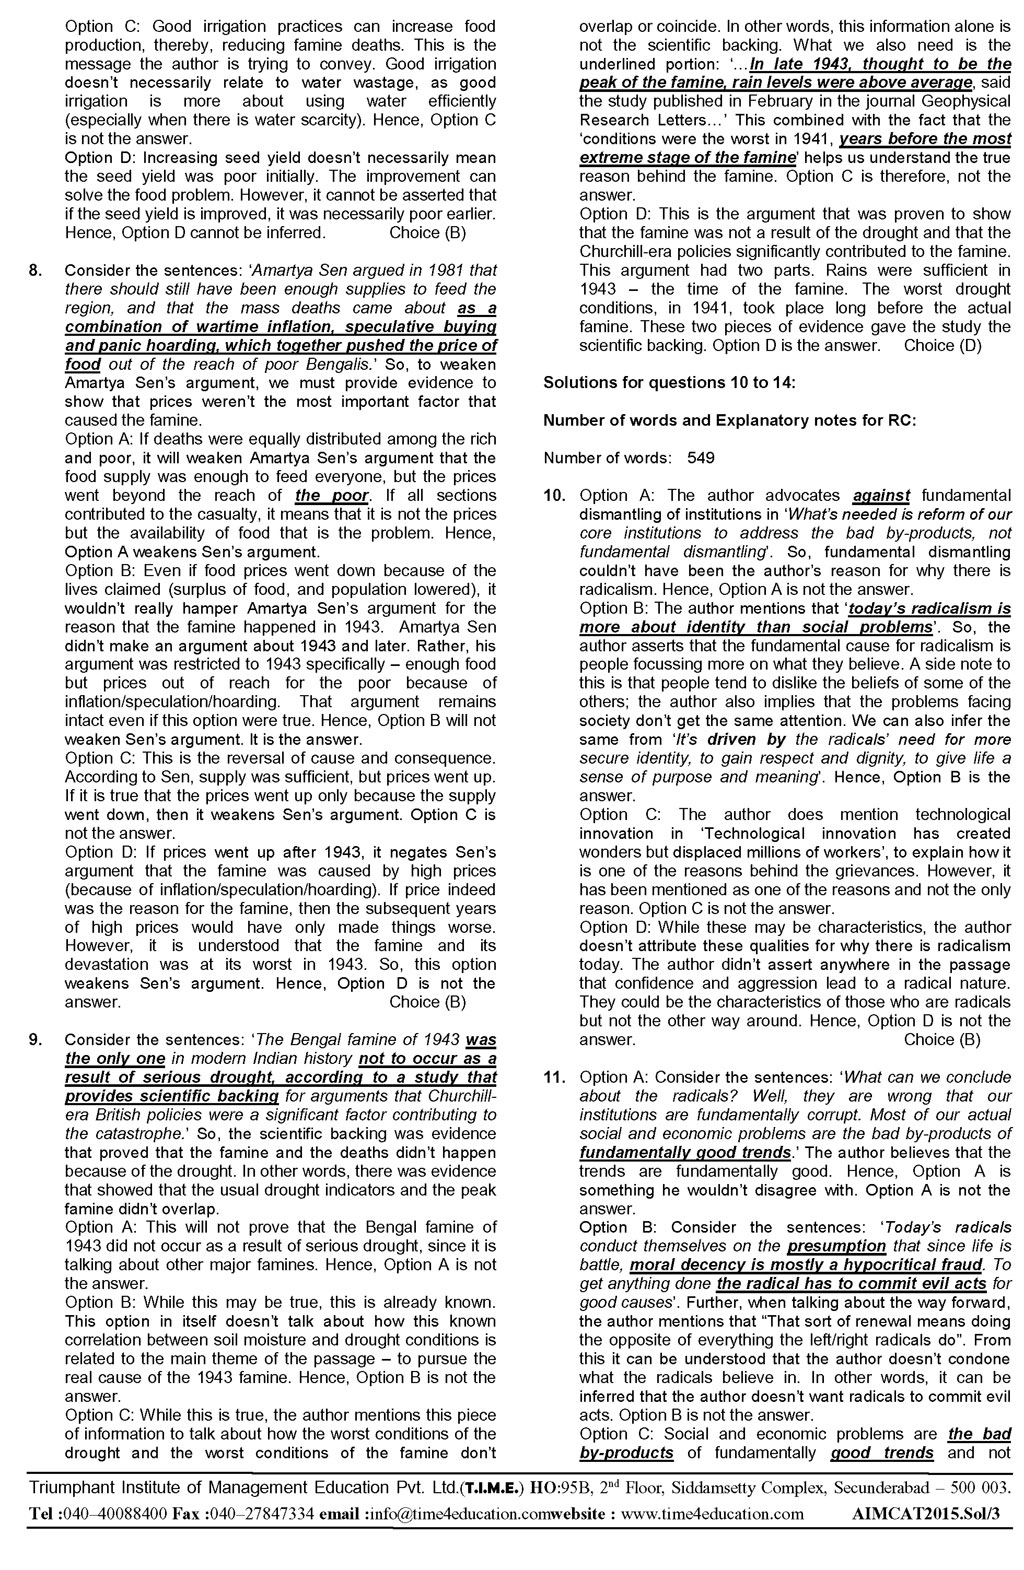 Option C: Good irrigation practices can increase food
production, thereby, reducing famine deaths. This is the
message the author is trying to convey. Good irrigation
doesn't necessarily relate to water wastage, as good
irrigation is more about using water efficiently
(especially when there is water scarcity). Hence, Option C
is not the answer.
Option D: Increasing seed yield doesn't necessarily mean
the seed yield was poor initially. The improvement can
solve the food problem. However, it cannot be asserted that
if the seed yield is improved, it was necessarily poor earlier.
Hence, Option D cannot be inferred. Choice (B)
8. Consider the sentences: 'Amartya Sen argued in 1981 that
there should still have been enough supplies to feed the
region, and that the mass deaths came about as a
combination of wartime inflation, speculative buying
and panic hoarding, which together pushed the price of
food out of the reach of poor Bengalis.' So, to weaken
Amartya Sen's argument, we must provide evidence to
show that prices weren't the most important factor that
caused the famine.
Option A: If deaths were equally distributed among the rich
and poor, it will weaken Amartya Sen's argument that the
food supply was enough to feed everyone, but the prices
went beyond the reach of the poor. If all sections
contributed to the casualty, it means that it is not the prices
but the availability of food that is the problem. Hence,
Option A weakens Sen's argument.
Option B: Even if food prices went down because of the
lives claimed (surplus of food, and population lowered), it
wouldn't really hamper Amartya Sen's argument for the
reason that the famine happened in 1943. Amartya Sen
didn't make an argument about 1943 and later. Rather, his
argument was restricted to 1943 specifically – enough food
but prices out of reach for the poor because of
inflation/speculation/hoarding. That argument remains
intact even if this option were true. Hence, Option B will not
weaken Sen's argument. It is the answer.
Option C: This is the reversal of cause and consequence.
According to Sen, supply was sufficient, but prices went up.
If it is true that the prices went up only because the supply
went down, then it weakens Sen's argument. Option C is
not the answer.
Option D: If prices went up after 1943, it negates Sen's
argument that the famine was caused by high prices
(because of inflation/speculation/hoarding). If price indeed
was the reason for the famine, then the subsequent years
of high prices would have only made things worse.
However, it is understood that the famine and its
devastation was at its worst in 1943. So, this option
weakens Sen's argument. Hence, Option D is not the
answer. Choice (B)
9. Consider the sentences: 'The Bengal famine of 1943 was
the only one in modern Indian history not to occur as a
result of serious drought, according to a study that
provides scientific backing for arguments that Churchill-
era British policies were a significant factor contributing to
the catastrophe.' So, the scientific backing was evidence
that proved that the famine and the deaths didn't happen
because of the drought. In other words, there was evidence
that showed that the usual drought indicators and the peak
famine didn't overlap.
Option A: This will not prove that the Bengal famine of
1943 did not occur as a result of serious drought, since it is
talking about other major famines. Hence, Option A is not
the answer.
Option B: While this may be true, this is already known.
This option in itself doesn't talk about how this known
correlation between soil moisture and drought conditions is
related to the main theme of the passage – to pursue the
real cause of the 1943 famine. Hence, Option B is not the
answer.
Option C: While this is true, the author mentions this piece
of information to talk about how the worst conditions of the
drought and the worst conditions of the famine don't
overlap or coincide. In other words, this information alone is
not the scientific backing. What we also need is the
underlined portion: '...In late 1943, thought to be the
peak of the famine, rain levels were above average, said
the study published in February in the journal Geophysical
Research Letters...' This combined with the fact that the
'conditions were the worst in 1941, years before the most
extreme stage of the famine' helps us understand the true
reason behind the famine. Option C is therefore, not the
answer.
Option D: This is the argument that was proven to show
that the famine was not a result of the drought and that the
Churchill-era policies significantly contributed to the famine.
This argument had two parts. Rains were sufficient in
1943 – the time of the famine. The worst drought
conditions, in 1941, took place long before the actual
famine. These two pieces of evidence gave the study the
scientific backing. Option D is the answer. Choice (D)
Solutions for questions 10 to 14:
Number of words and Explanatory notes for RC:
Number of words: 549
10. Option A: The author advocates against fundamental
dismantling of institutions in 'What's needed is reform of our
core institutions to address the bad by-products, not
fundamental dismantling'. So, fundamental dismantling
couldn't have been the author's reason for why there is
radicalism. Hence, Option A is not the answer.
Option B: The author mentions that 'today's radicalism is
more about identity than social problems'. So, the
author asserts that the fundamental cause for radicalism is
people focussing more on what they believe. A side note to
this is that people tend to dislike the beliefs of some of the
others; the author also implies that the problems facing
society don't get the same attention. We can also infer the
same from 'It's driven by the radicals' need for more
secure identity, to gain respect and dignity, to give life a
sense of purpose and meaning'. Hence, Option B is the
answer.
Option C: The author does mention technological
innovation in 'Technological innovation has created
wonders but displaced millions of workers', to explain how it
is one of the reasons behind the grievances. However, it
has been mentioned as one of the reasons and not the only
reason. Option C is not the answer.
Option D: While these may be characteristics, the author
doesn't attribute these qualities for why there is radicalism
today. The author didn't assert anywhere in the passage
that confidence and aggression lead to a radical nature.
They could be the characteristics of those who are radicals
but not the other way around. Hence, Option D is not the
answer. Choice (B)
11. Option A: Consider the sentences: 'What can we conclude
about the radicals? Well, they are wrong that our
institutions are fundamentally corrupt. Most of our actual
social and economic problems are the bad by-products of
fundamentally good trends.' The author believes that the
trends are fundamentally good. Hence, Option A is
something he wouldn't disagree with. Option A is not the
answer.
Option B: Consider the sentences: 'Today's radicals
conduct themselves on the presumption that since life is
battle, moral decency is mostly a hypocritical fraud. To
get anything done the radical has to commit evil acts for
good causes'. Further, when talking about the way forward,
the author mentions that "That sort of renewal means doing
the opposite of everything the left/right radicals do". From
this it can be understood that the author doesn't condone
what the radicals believe in. In other words, it can be
inferred that the author doesn't want radicals to commit evil
acts. Option B is not the answer.
Option C: Social and economic problems are the bad
by-products of fundamentally good trends and not
Triumphant Institute of Management Education Pvt. Ltd.(T.I.M.E.) HO:95B, 2nd Floor, Siddamsetty Complex, Secunderabad – 500 003.
Tel :040–40088400 Fax :040–27847334 email :info@time4education.comwebsite : www.time4education.com AIMCAT2015.Sol/3